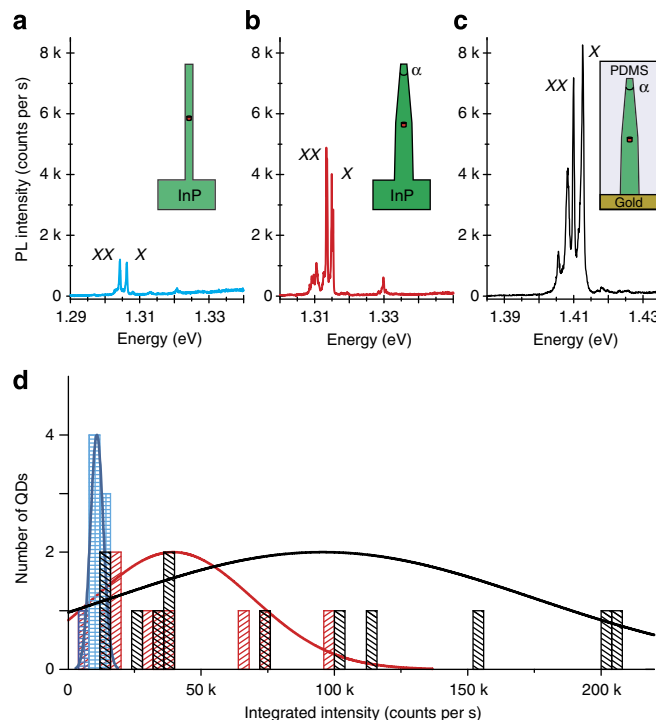 a
8 k
6 k
4 k
2 k
0
PL intensity (counts per s)
XX X
InP
1.29 1.31 1.33
Energy (eV)
b
8 k
6 k
4 k
2 k
0
α
XX
X
InP
1.31 1.33
Energy (eV)
c
8 k
6 k
4 k
2 k
0
X
XX
PDMS
α
Gold
1.39 1.41 1.43
Energy (eV)
d
Number of QDs
4
2
0
0 50 k 100 k 150 k 200 k
Integrated intensity (counts per s)